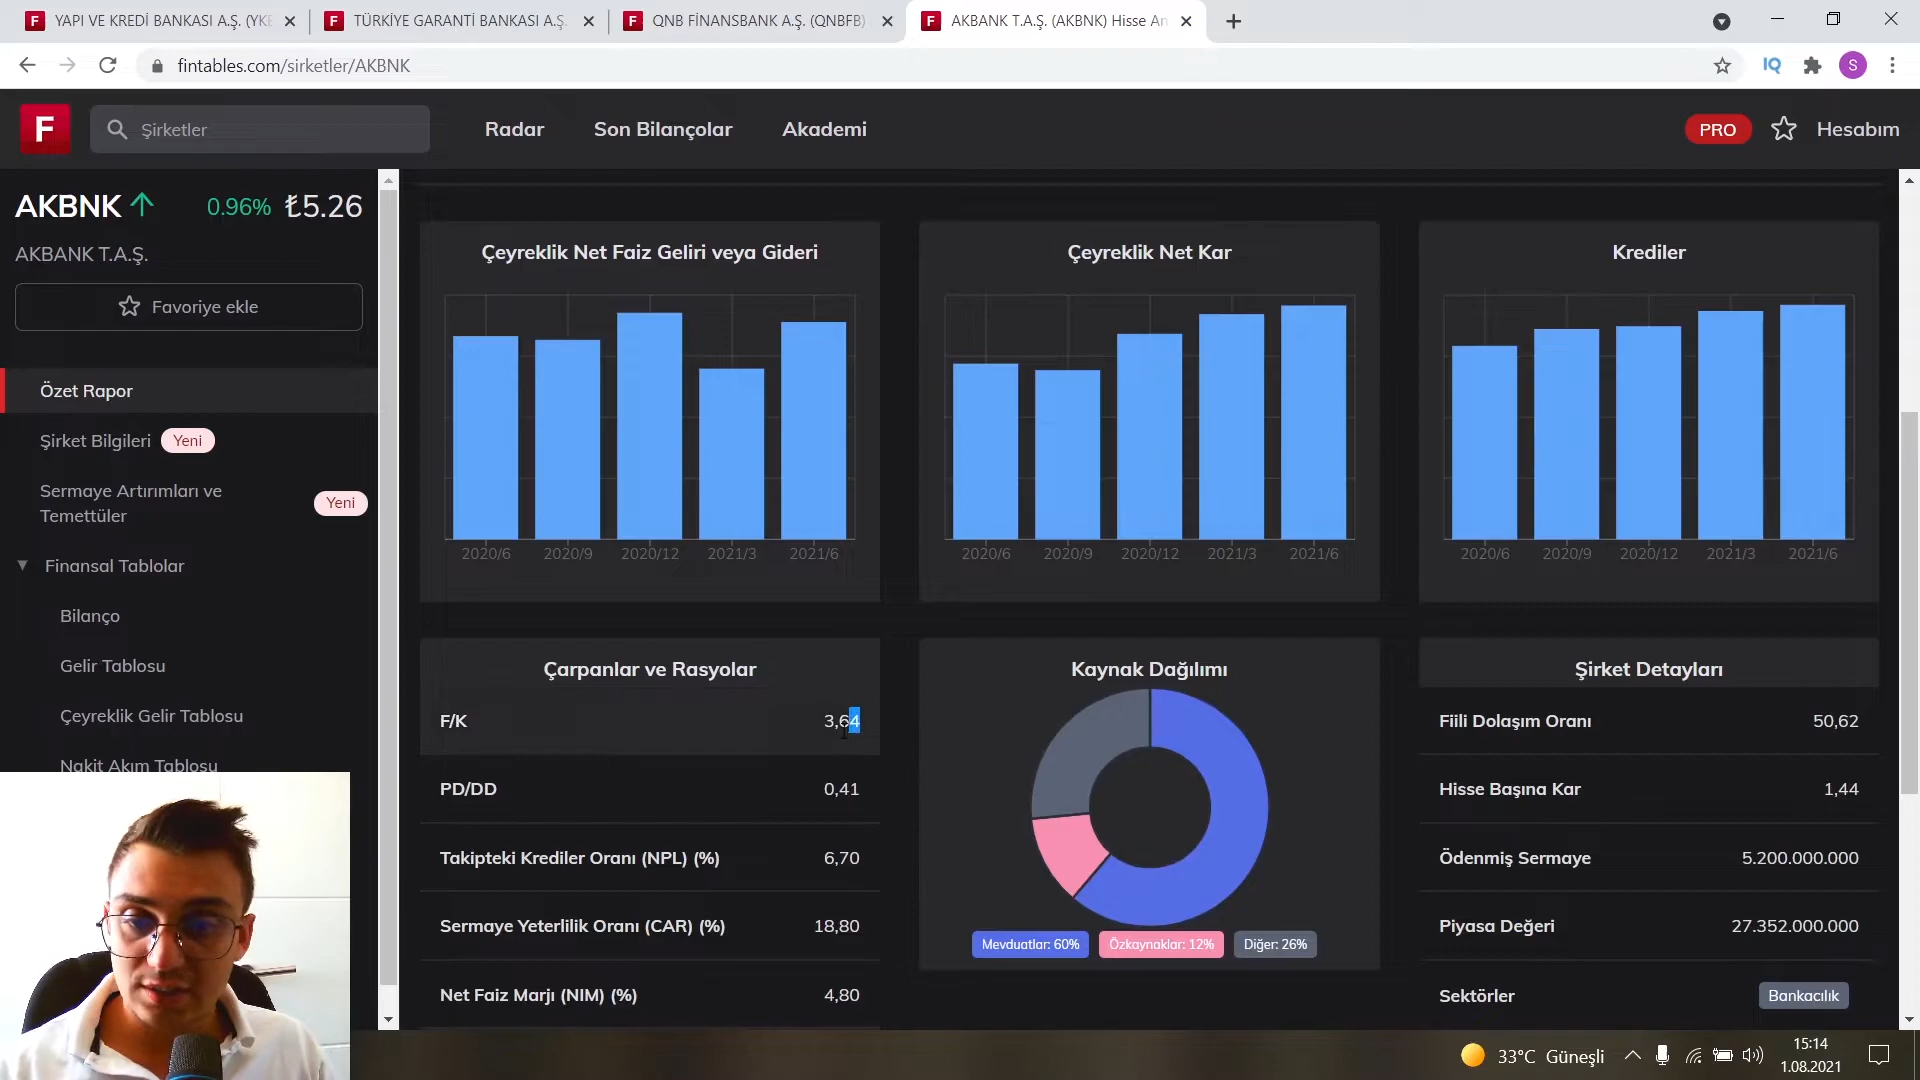 YAPI VE KREDİ BANKASI A.Ş. (YKB
TÜRKİYE GARANTİ BANKASI A.Ş.
QNB FİNANSBANK A.Ş. (QNBFB)
AKBANK T.A.Ş. (AKBNK) Hisse An
fintables.com/sirketler/AKBNK
IQ
S
F
Şirketler
Radar
Son Bilançolar
Akademi
PRO
Hesabım
AKBNK
0.96% ₺5.26
AKBANK T.A.Ş.
Favoriye ekle
Özet Rapor
Şirket Bilgileri Yeni
Sermaye Artırımları ve
Temettüler
Yeni
Finansal Tablolar
Bilanço
Gelir Tablosu
Çeyreklik Gelir Tablosu
Nakit Akım Tablosu
Çeyreklik Net Faiz Geliri veya Gideri
2020/6 2020/9 2020/12 2021/3 2021/6
Çeyreklik Net Kar
2020/6 2020/9 2020/12 2021/3 2021/6
Krediler
2020/6 2020/9 2020/12 2021/3 2021/6
Çarpanlar ve Rasyolar
F/K 3,64
PD/DD 0,41
Takipteki Krediler Oranı (NPL) (%) 6,70
Sermaye Yeterlilik Oranı (CAR) (%) 18,80
Net Faiz Marjı (NIM) (%) 4,80
Kaynak Dağılımı
Mevduatlar: 60% Özkaynaklar: 12% Diğer: 26%
Şirket Detayları
Fiili Dolaşım Oranı 50,62
Hisse Başına Kar 1,44
Ödenmiş Sermaye 5.200.000.000
Piyasa Değeri 27.352.000.000
Sektörler Bankacılık
33°C Güneşli
15:14
1.08.2021